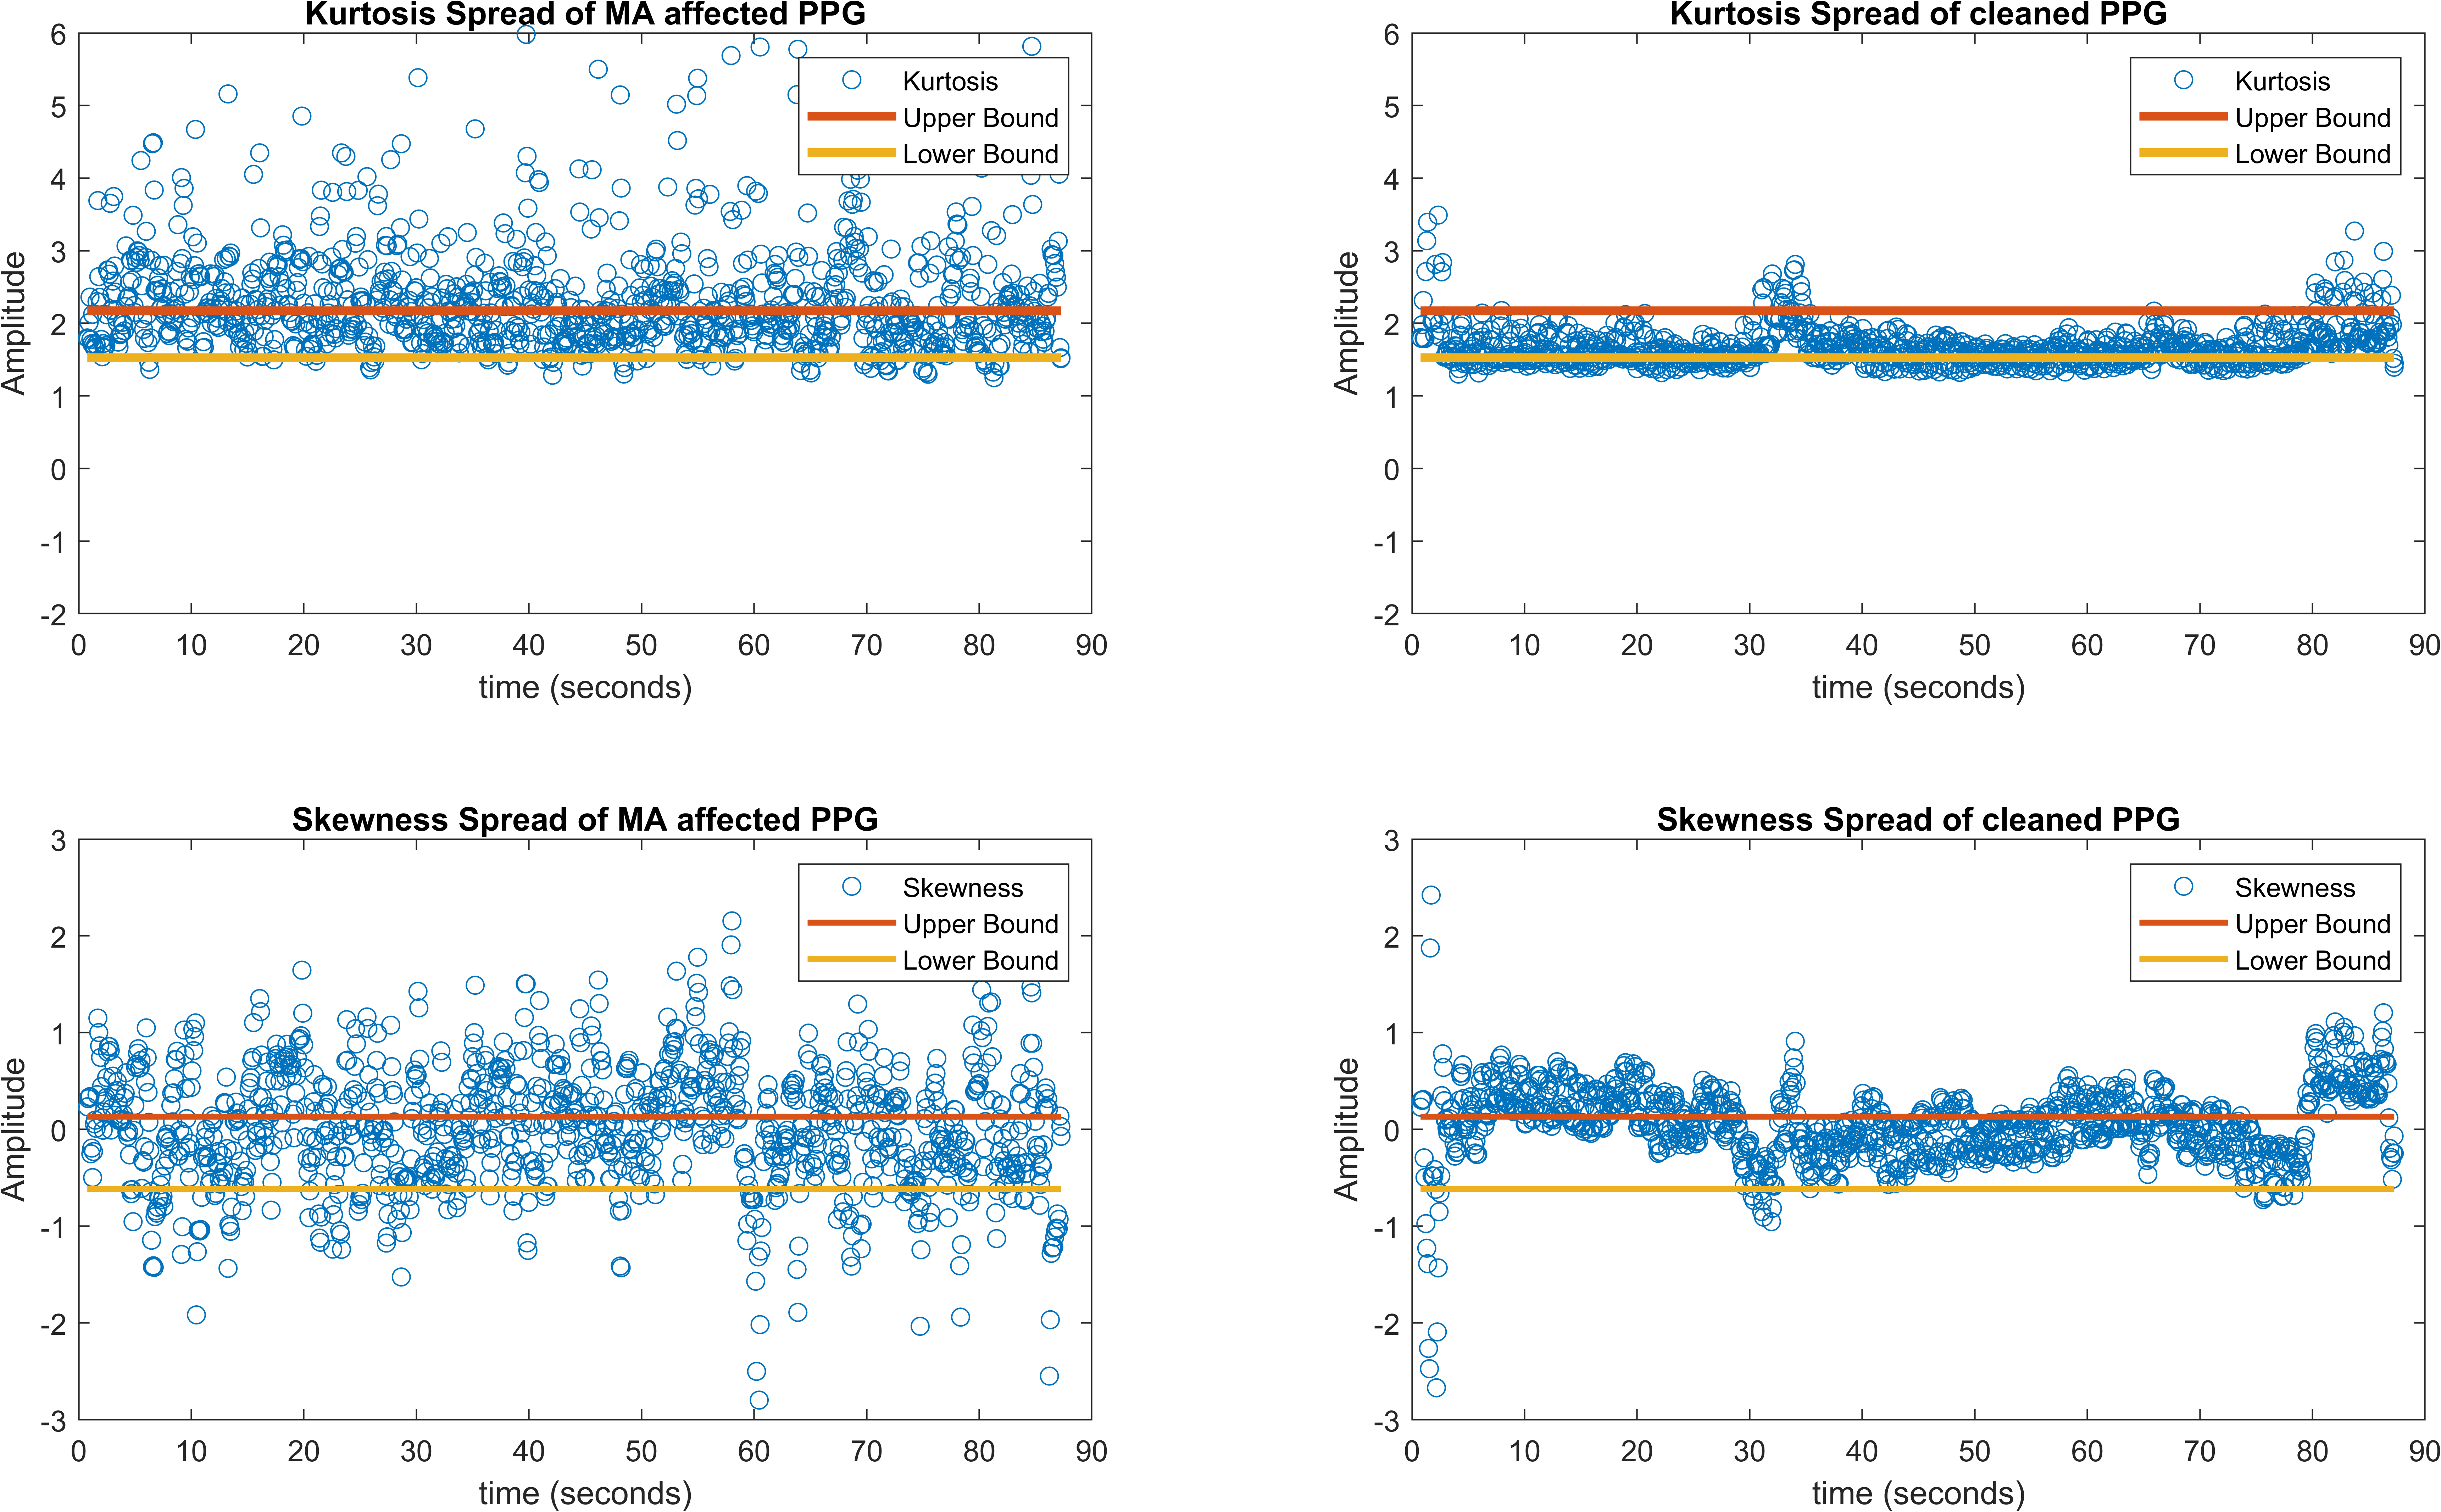 Kurtosis Spread of MA affected PPG
6
5
4
3
2
1
0
-1
-2
Amplitude
Kurtosis
Upper Bound
Lower Bound
0 10 20 30 40 50 60 70 80 90
time (seconds)
Kurtosis Spread of cleaned PPG
6
5
4
3
2
1
0
-1
-2
Amplitude
Kurtosis
Upper Bound
Lower Bound
0 10 20 30 40 50 60 70 80 90
time (seconds)
Skewness Spread of MA affected PPG
3
2
1
0
-1
-2
-3
Amplitude
Skewness
Upper Bound
Lower Bound
0 10 20 30 40 50 60 70 80 90
time (seconds)
Skewness Spread of cleaned PPG
3
2
1
0
-1
-2
-3
Amplitude
Skewness
Upper Bound
Lower Bound
0 10 20 30 40 50 60 70 80 90
time (seconds)